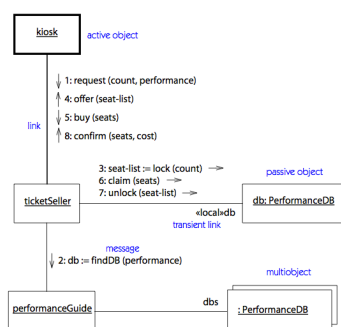 kiosk
active object
1: request (count, performance)
4: offer (seat-list)
5: buy (seats)
8: confirm (seats, cost)
link
3: seat-list := lock (count)
6: claim (seats)
7: unlock (seat-list)
passive object
ticketSeller
db: PerformanceDB
«local»db
transient link
message
2: db := findDB (performance)
multiobject
performanceGuide
dbs
: PerformanceDB